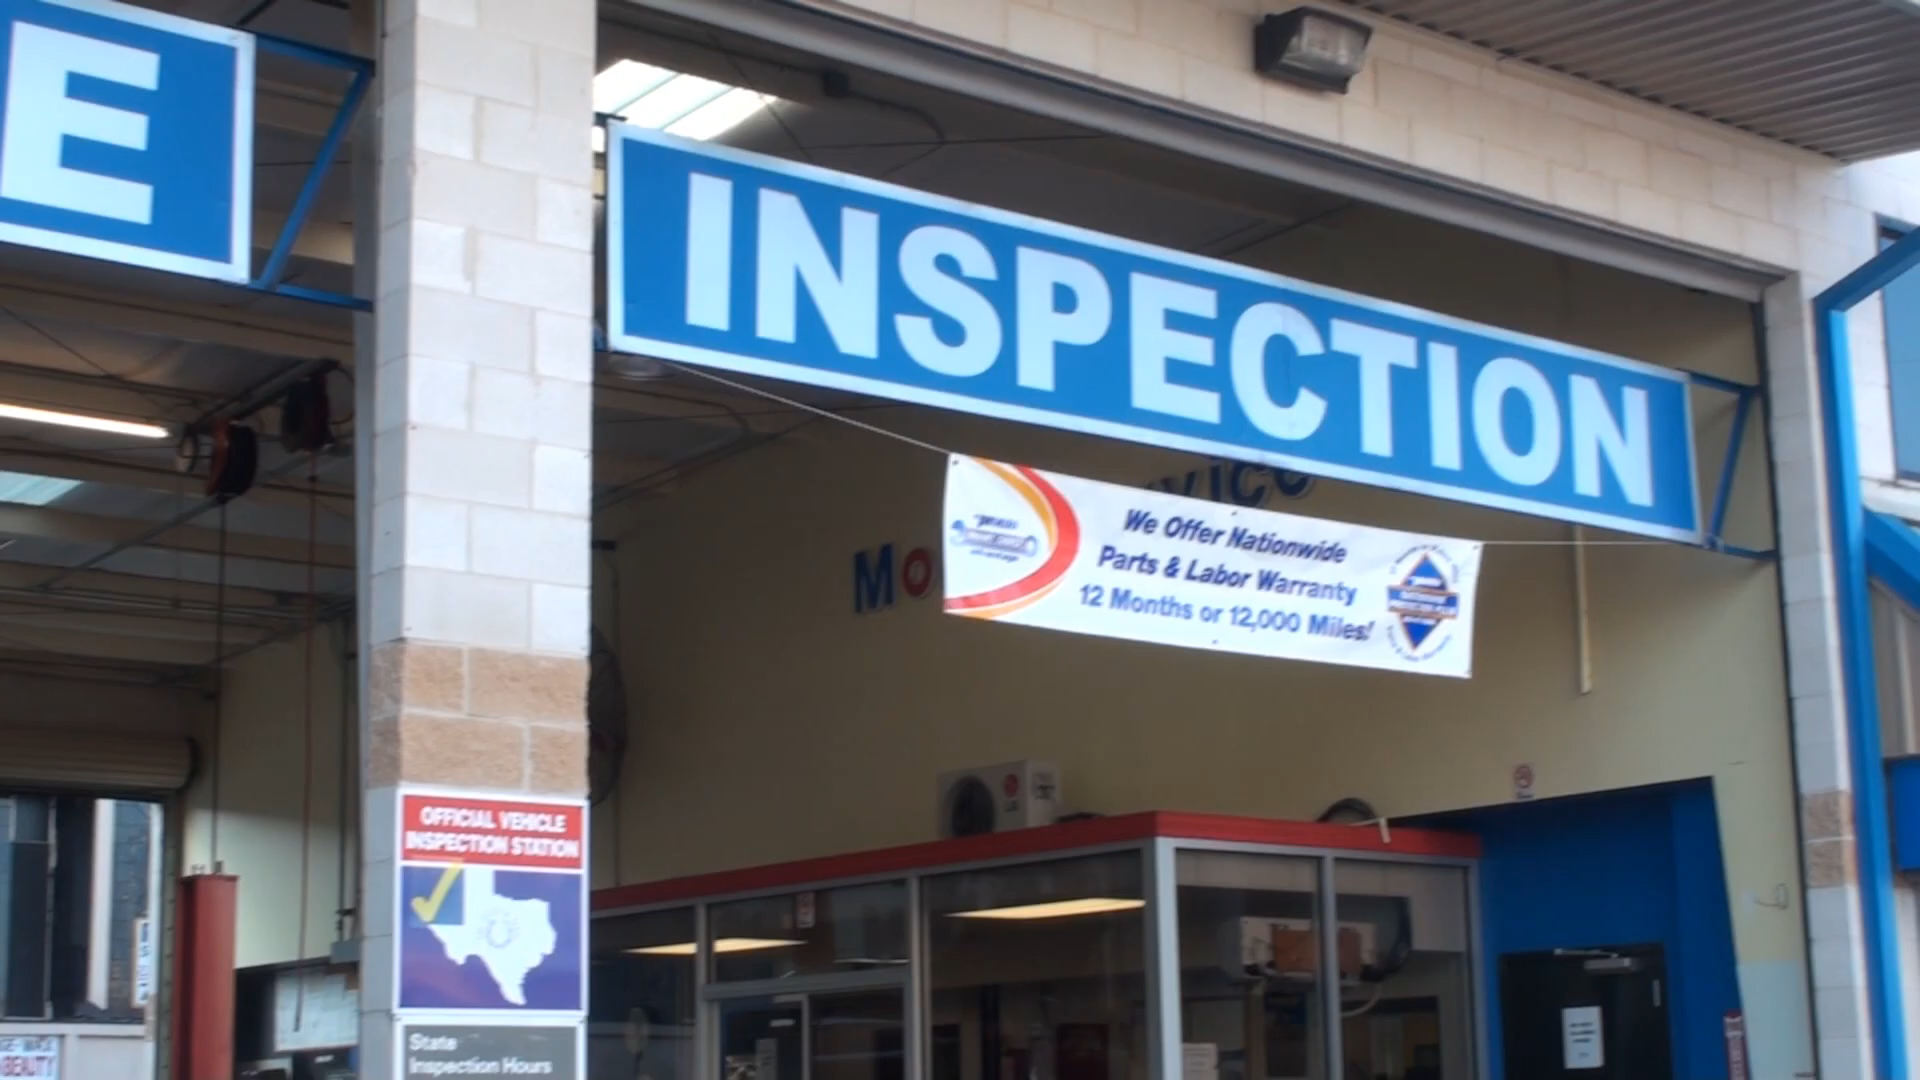 E
INSPECTION
We Offer Nationwide
Parts & Labor Warranty
12 Months or 12,000 Miles!
OFFICIAL VEHICLE
INSPECTION STATION
State
Inspection Hours
LG